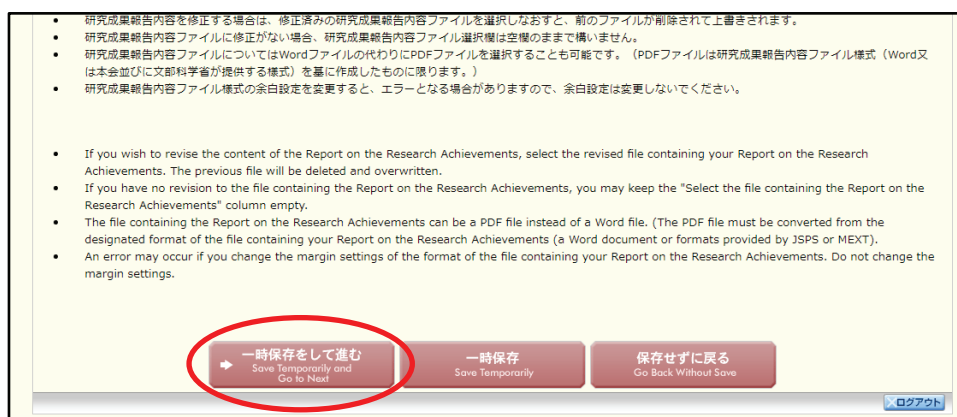 • 研究成果報告内容を修正する場合は、修正済みの研究成果報告内容ファイルを選択しなおすと、前のファイルが削除されて上書きされます。
• 研究成果報告内容ファイルに修正がない場合、研究成果報告内容ファイル選択欄は空欄のままで構いません。
• 研究成果報告内容ファイルについてはWordファイルの代わりにPDFファイルを選択することも可能です。（PDFファイルは研究成果報告内容ファイル様式（Word又
は本会並びに文部科学省が提供する様式）を基に作成したものに限ります。）
• 研究成果報告内容ファイル様式の余白設定を変更すると、エラーとなる場合がありますので、余白設定は変更しないでください。
• If you wish to revise the content of the Report on the Research Achievements, select the revised file containing your Report on the Research
Achievements. The previous file will be deleted and overwritten.
• If you have no revision to the file containing the Report on the Research Achievements, you may keep the "Select the file containing the Report on the
Research Achievements" column empty.
• The file containing the Report on the Research Achievements can be a PDF file instead of a Word file. (The PDF file must be converted from the
designated format of the file containing your Report on the Research Achievements (a Word document or formats provided by JSPS or MEXT).
• An error may occur if you change the margin settings of the format of the file containing your Report on the Research Achievements. Do not change the
margin settings.
一時保存をして進む
Save Temporarily and
Go to Next
一時保存
Save Temporarily
保存せずに戻る
Go Back Without Save
ログアウト